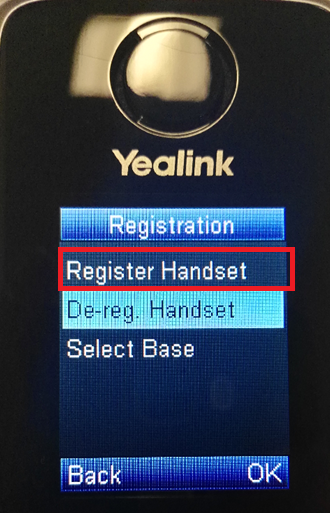 Yealink
Registration
Register Handset
De-reg. Handset
Select Base
Back OK